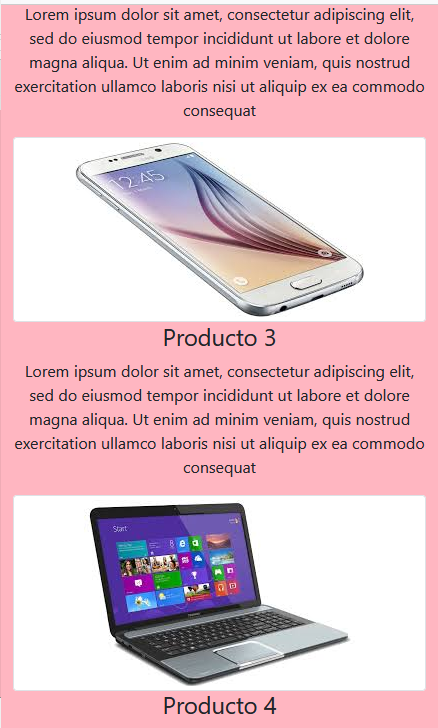 Lorem ipsum dolor sit amet, consectetur adipiscing elit,
sed do eiusmod tempor incididunt ut labore et dolore
magna aliqua. Ut enim ad minim veniam, quis nostrud
exercitation ullamco laboris nisi ut aliquip ex ea commodo
consequat
12:45
Producto 3
Lorem ipsum dolor sit amet, consectetur adipiscing elit,
sed do eiusmod tempor incididunt ut labore et dolore
magna aliqua. Ut enim ad minim veniam, quis nostrud
exercitation ullamco laboris nisi ut aliquip ex ea commodo
consequat
Start
Producto 4